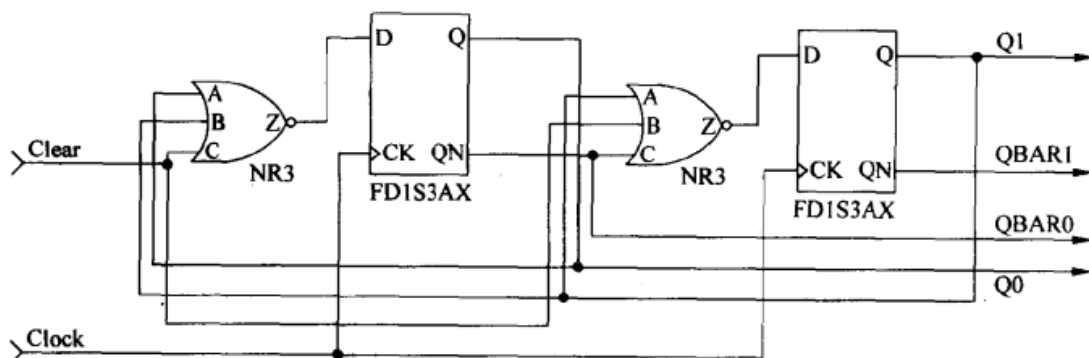 D
Q
CK
QN
FD1S3AX
A
B
C
Z
NR3
Clear
A
B
C
Z
NR3
D
Q
CK
QN
FD1S3AX
Q1
QBAR1
QBAR0
Q0
Clock